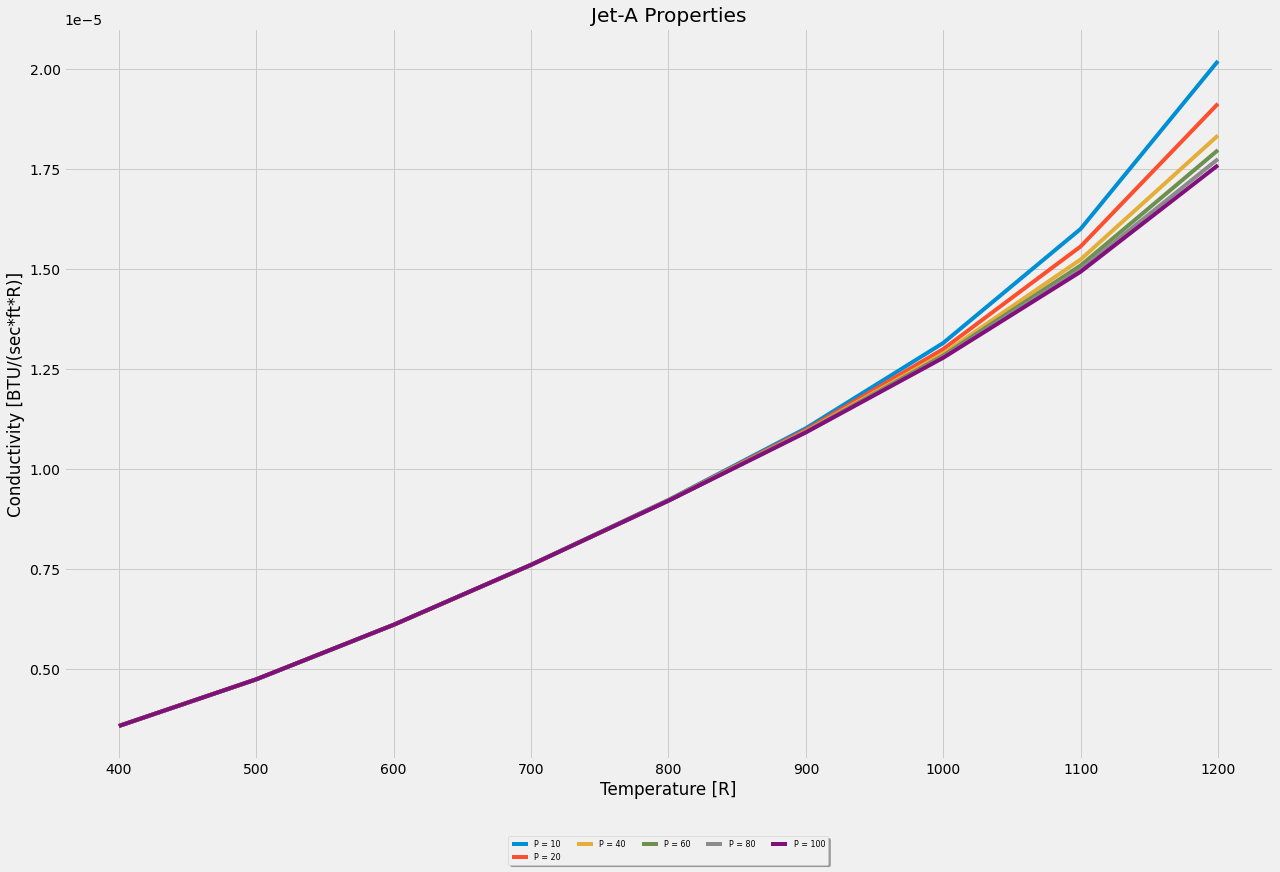 Jet-A Properties
1e−5
2.00
1.75
1.50
1.25
1.00
0.75
0.50
Conductivity [BTU/(sec*ft*R)]
400 500 600 700 800 900 1000 1100 1200
Temperature [R]
P = 10 P = 40 P = 60 P = 80 P = 100
P = 20